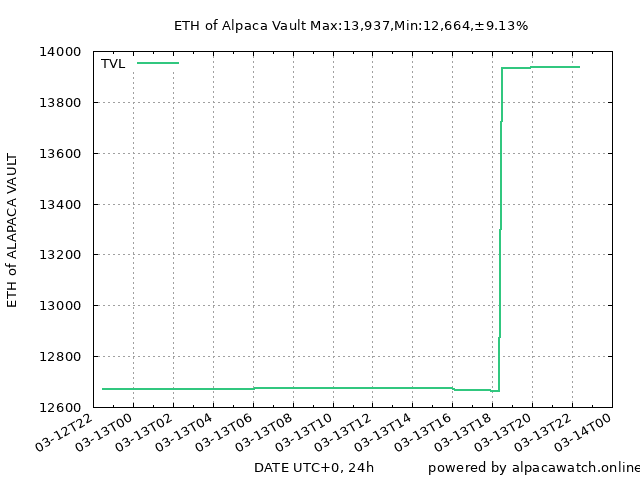 ETH of Alpaca Vault Max:13,937,Min:12,664,±9.13%
TVL
14000
13800
13600
13400
13200
13000
12800
12600
ETH of ALAPACA VAULT
03-12T22
03-13T00
03-13T02
03-13T04
03-13T06
03-13T08
03-13T10
03-13T12
03-13T14
03-13T16
03-13T18
03-13T20
03-13T22
03-14T00
DATE UTC+0, 24h
powered by alpacawatch.online